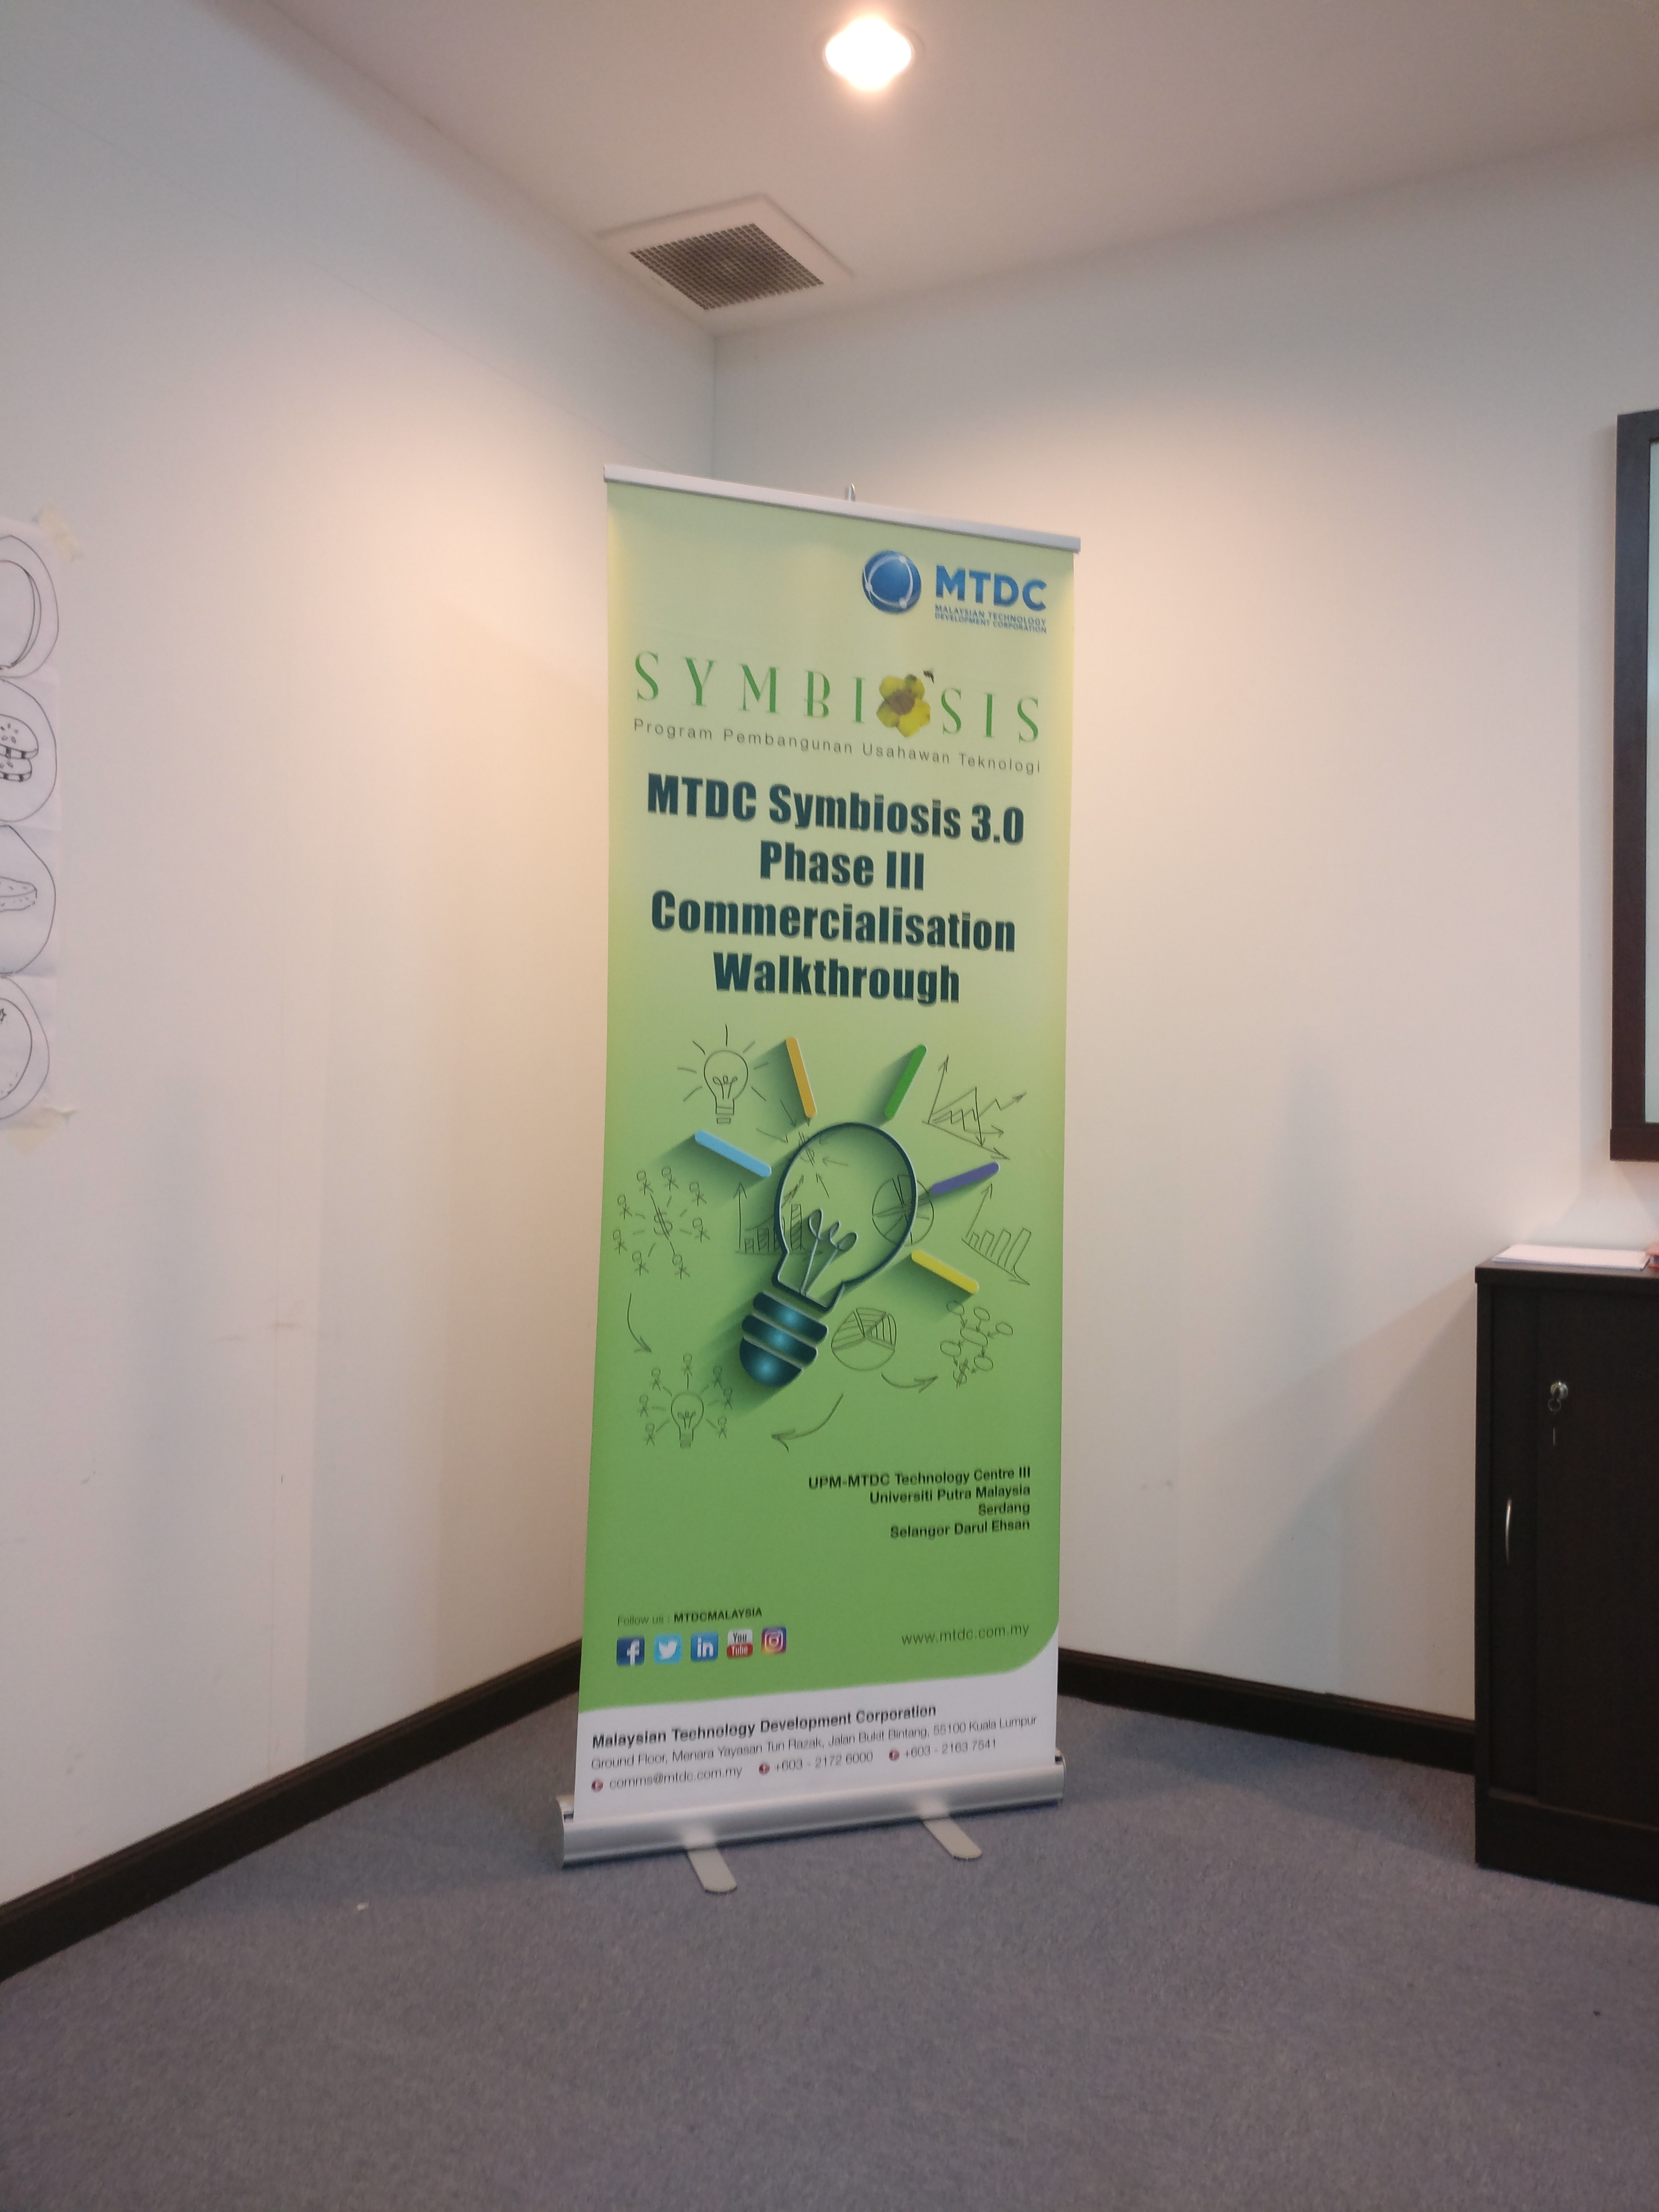 MTDC
MALAYSIAN TECHNOLOGY
DEVELOPMENT CORPORATION
SYMBIOSIS
Program Pembangunan Usahawan Teknologi
MTDC Symbiosis 3.0
Phase III
Commercialisation
Walkthrough
UPM-MTDC Technology Centre III
Universiti Putra Malaysia
Serdang
Selangor Darul Ehsan
Follow us : MTDCMALAYSIA
f in You Tube
www.mtdc.com.my
Malaysian Technology Development Corporation
Ground Floor, Menara Yayasan Tun Razak, Jalan Bukit Bintang, 55100 Kuala Lumpur
comms@mtdc.com.my +603 - 2172 6000 +603 - 2163 7541